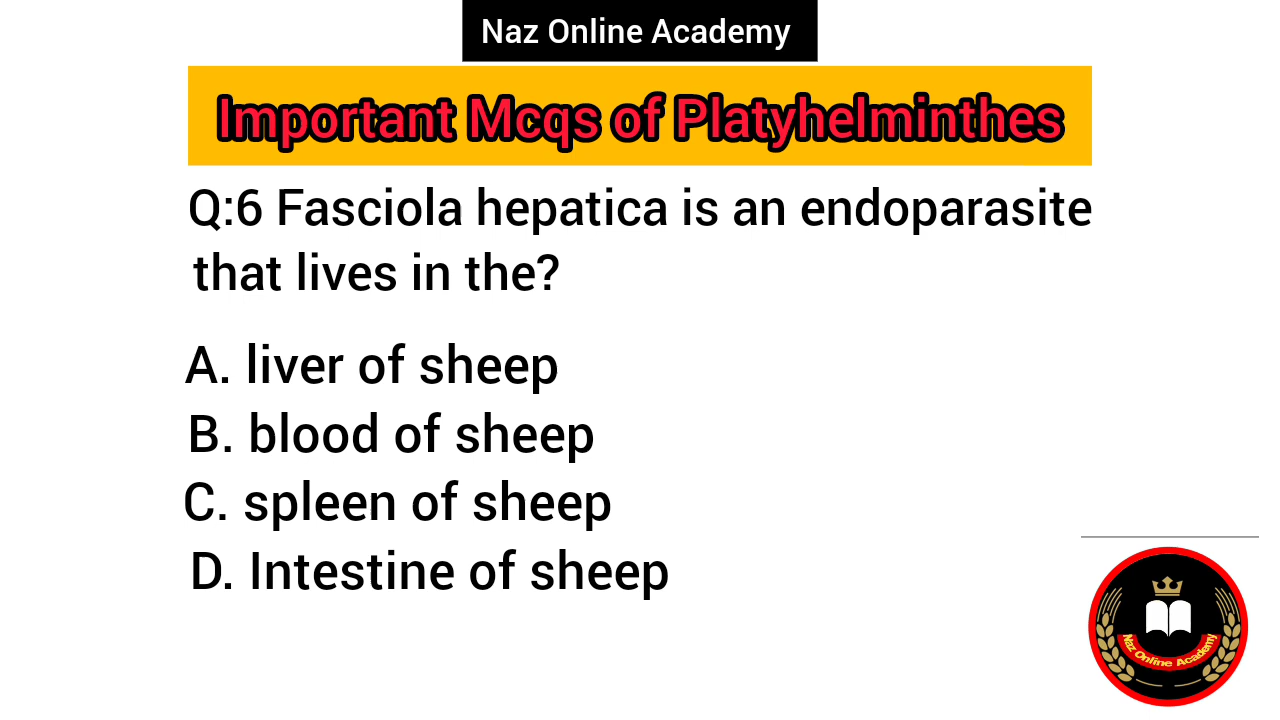 Naz Online Academy
Important Mcqs of Platyhelminthes
Q:6 Fasciola hepatica is an endoparasite
that lives in the?
A. liver of sheep
B. blood of sheep
C. spleen of sheep
D. Intestine of sheep
Naz Online Academy